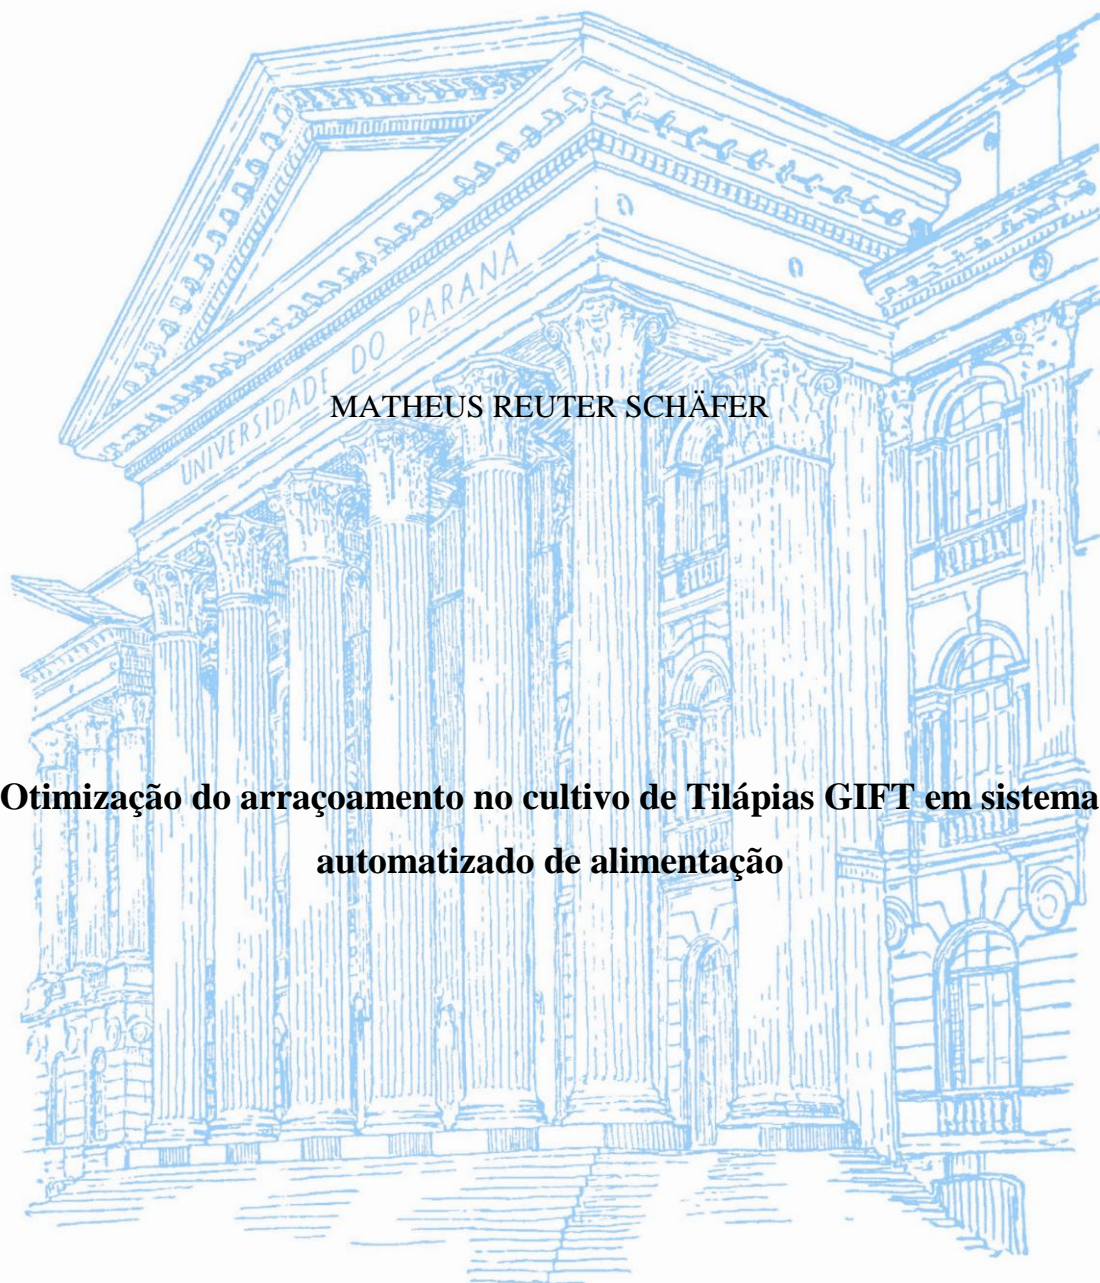 UNIVERSIDADE DO PARANÁ
MATHEUS REUTER SCHÄFER
Otimização do arraçoamento no cultivo de Tilápias GIFT em sistema
automatizado de alimentação